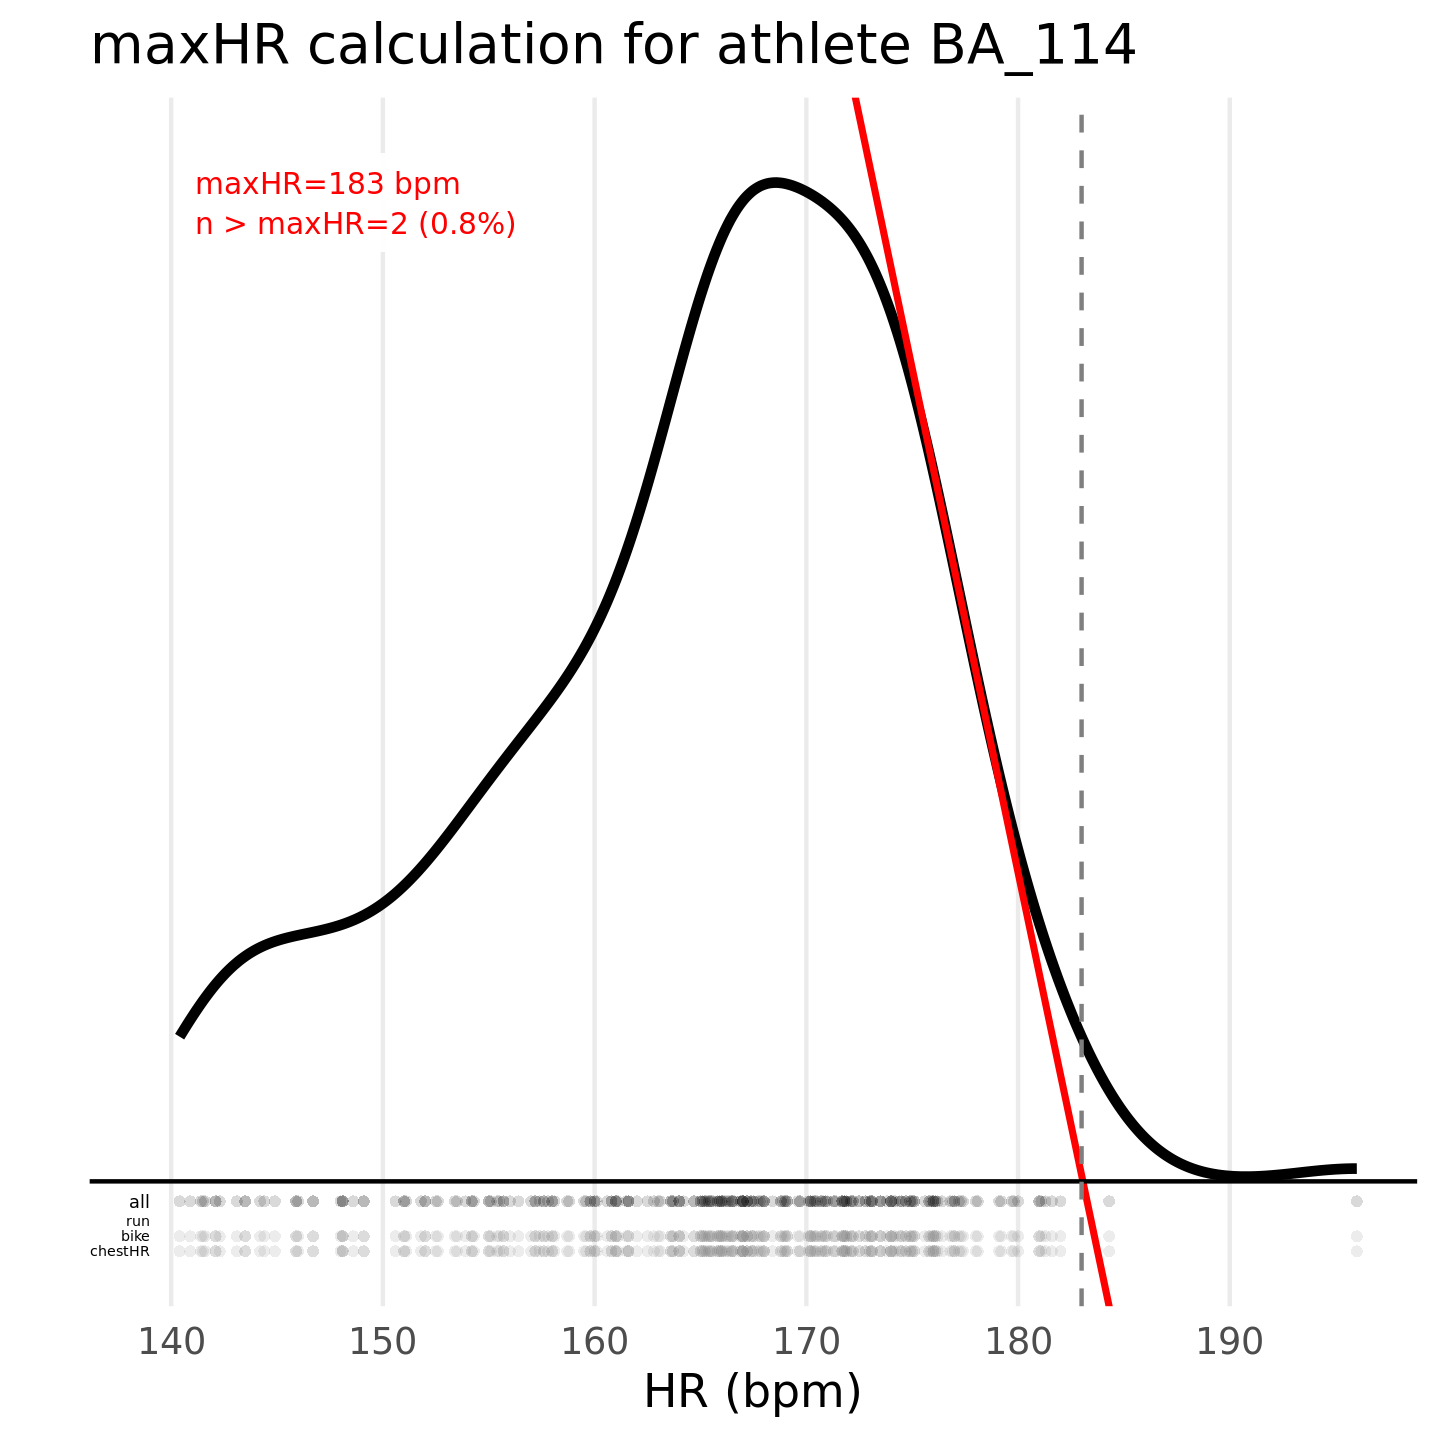 maxHR calculation for athlete BA_114
maxHR=183 bpm
n > maxHR=2 (0.8%)
all
run
bike
chestHR
140 150 160 170 180 190
HR (bpm)